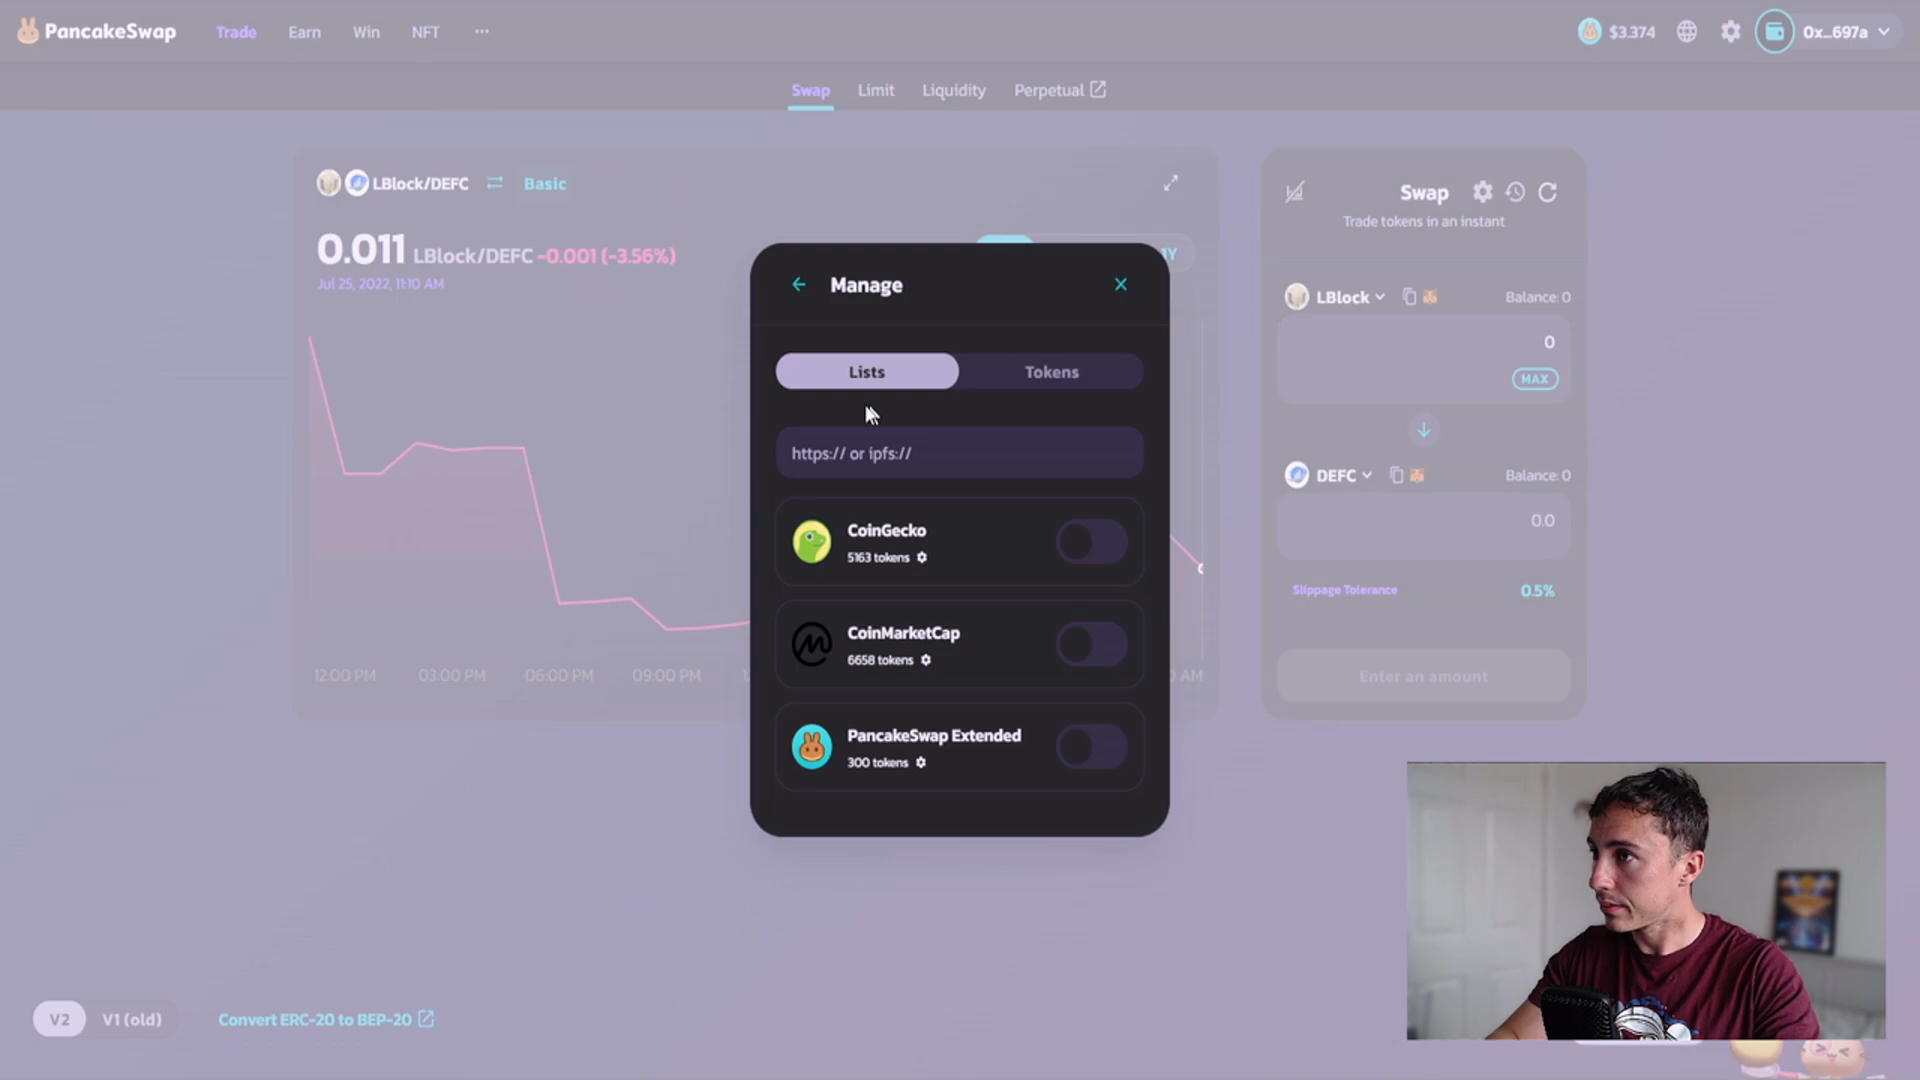 PancakeSwap
Trade
Earn
Win
NFT
$3.374
0x...697a
Swap
Limit
Liquidity
Perpetual
LBlock/DEFC
Basic
0.011 LBlock/DEFC -0.001 (-3.56%)
1Y
Jul 25, 2022, 11:10 AM
12:00 PM
03:00 PM
06:00 PM
09:00 PM
AM
Manage
Lists
Tokens
https:// or ipfs://
CoinGecko
5163 tokens
CoinMarketCap
6658 tokens
PancakeSwap Extended
300 tokens
Swap
Trade tokens in an instant
LBlock
Balance: 0
0
MAX
DEFC
Balance: 0
0.0
Slippage Tolerance
0.5%
Enter an amount
V2
V1 (old)
Convert ERC-20 to BEP-20